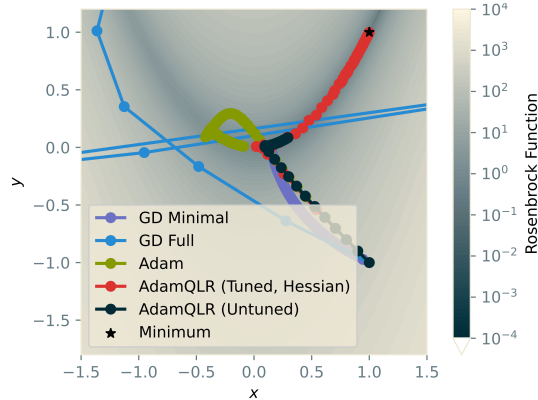 1.0
0.5
0.0
−0.5
−1.0
−1.5
y
−1.5
−1.0
−0.5
0.0
0.5
1.0
1.5
x
GD Minimal
GD Full
Adam
AdamQLR (Tuned, Hessian)
AdamQLR (Untuned)
Minimum
10⁴
10³
10²
10¹
10⁰
10⁻¹
10⁻²
10⁻³
10⁻⁴
Rosenbrock Function